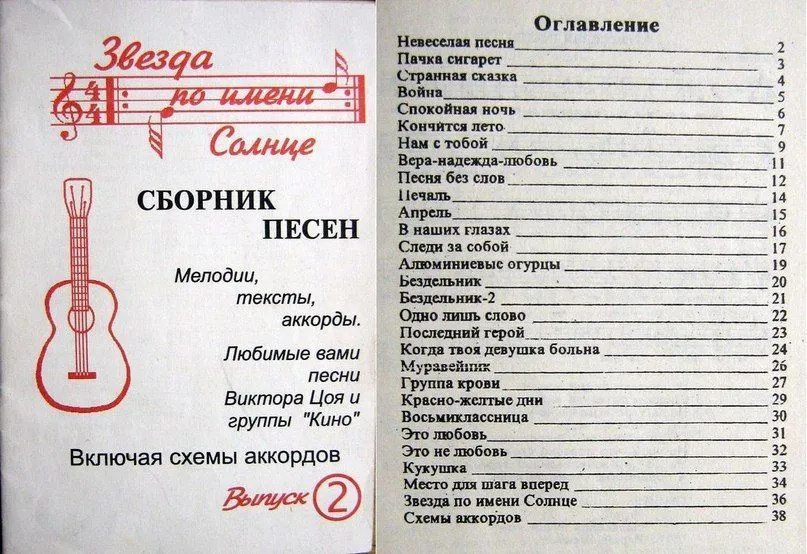 Звезда
по имени
Солнце
4
4
СБОРНИК
ПЕСЕН
Мелодии,
тексты,
аккорды.
Любимые вами
песни
Виктора Цоя и
группы "Кино"
Включая схемы аккордов
Выпуск 2
Оглавление
Невеселая песня 2
Пачка сигарет 3
Странная сказка 4
Война 5
Спокойная ночь 6
Кончится лето 7
Нам с тобой 9
Вера-надежда-любовь 11
Песня без слов 12
Печаль 14
Апрель 15
В наших глазах 16
Следи за собой 17
Алюминиевые огурцы 19
Бездельник 20
Бездельник-2 21
Одно лишь слово 22
Последний герой 23
Когда твоя девушка больна 24
Муравейник 26
Группа крови 27
Красно-желтые дни 29
Восьмиклассница 30
Это любовь 31
Это не любовь 32
Кукушка 33
Место для шага вперед 34
Звезда по имени Солнце 36
Схемы аккордов 38